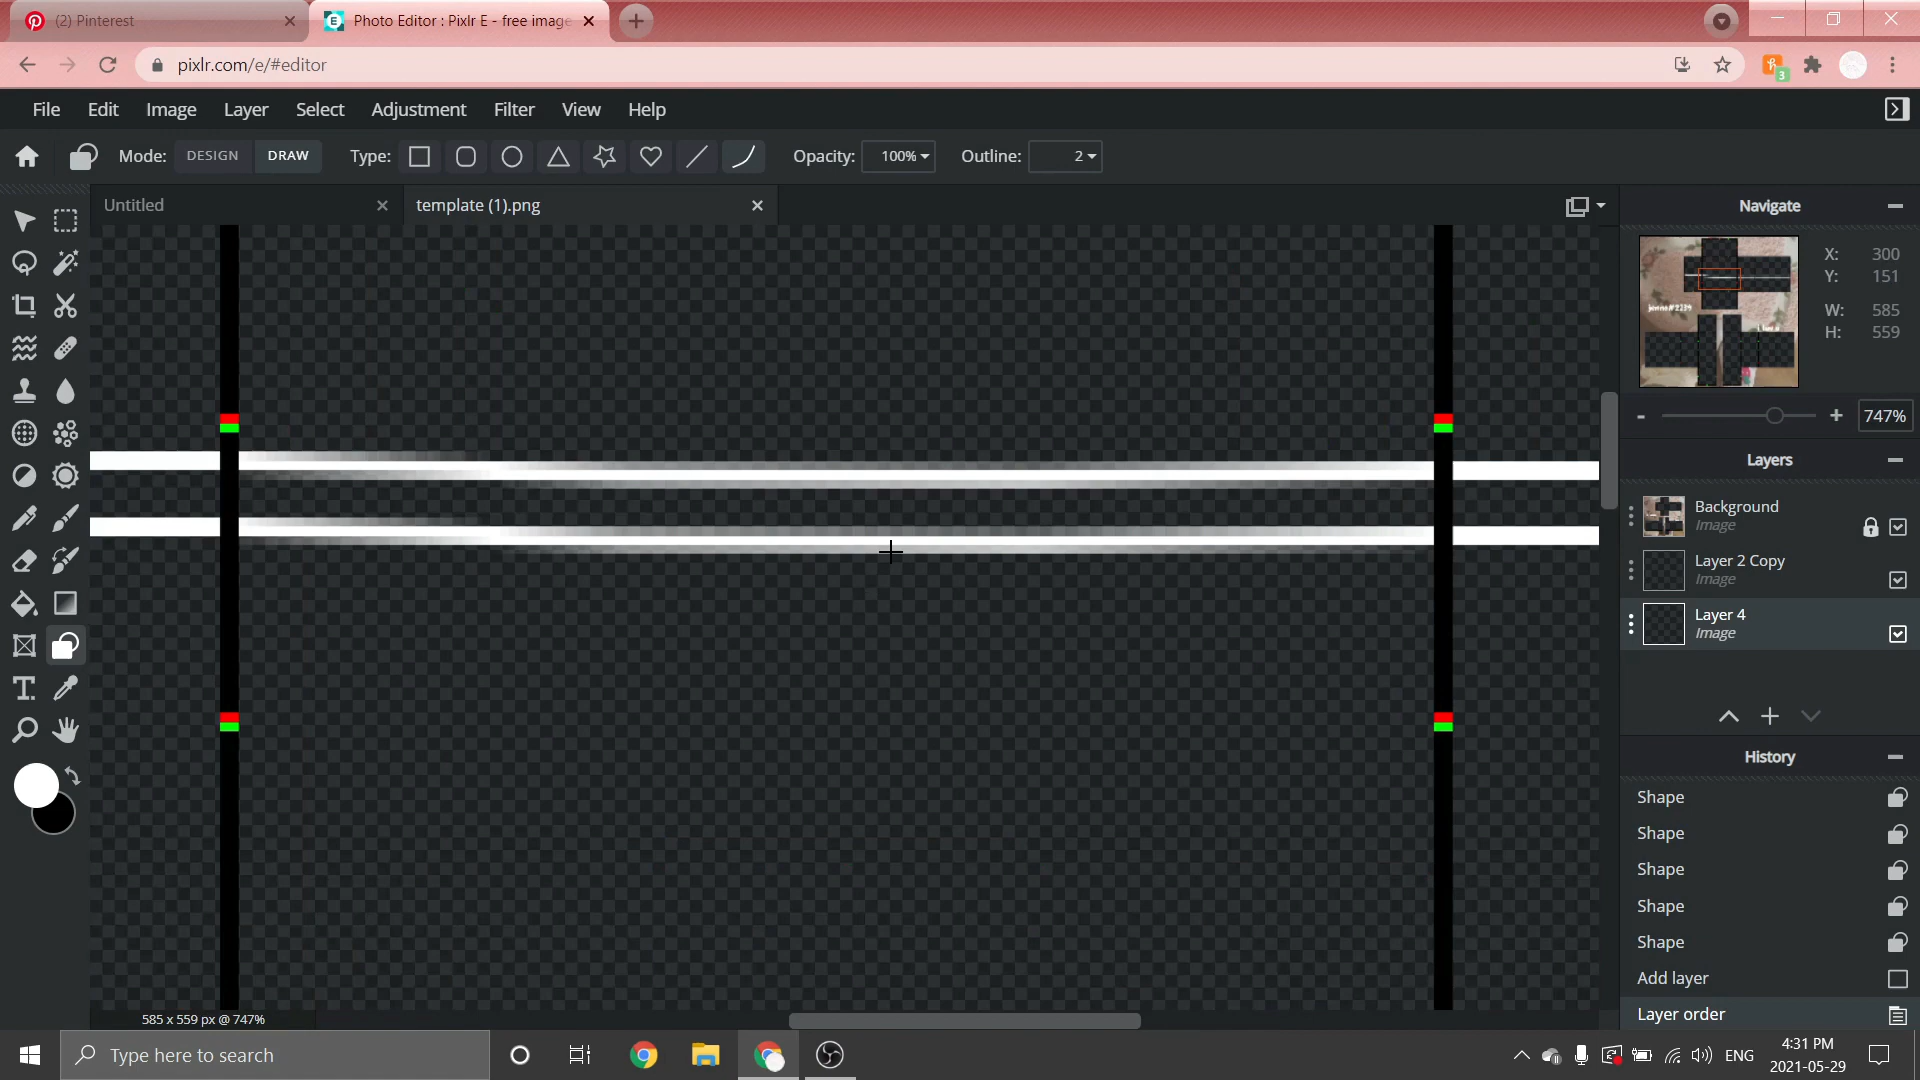 (2) Pinterest
Photo Editor : Pixlr E - free image
pixlr.com/e/#editor
3
File Edit Image Layer Select Adjustment Filter View Help
Mode: DESIGN DRAW Type: Opacity: 100% Outline: 2
Untitled
template (1).png
Navigate
X: 300
Y: 151
W: 585
H: 559
- + 747%
Layers
Background
Image
Layer 2 Copy
Image
Layer 4
Image
History
Shape
Shape
Shape
Shape
Shape
Add layer
Layer order
585 x 559 px @ 747%
Type here to search
ENG
4:31 PM
2021-05-29